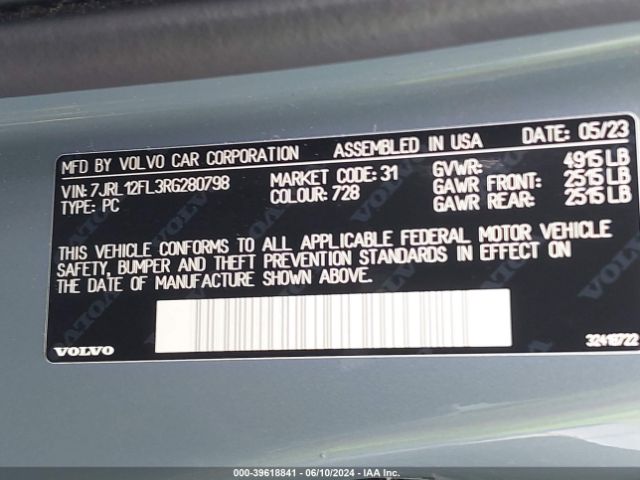 MFD BY VOLVO CAR CORPORATION ASSEMBLED IN USA DATE: 05/23
VIN: 7JRL12FL3RG280798 MARKET CODE: 31 GVWR: 4915 LB
TYPE: PC COLOUR: 728 GAWR FRONT: 2515 LB
GAWR REAR: 2515 LB
THIS VEHICLE CONFORMS TO ALL APPLICABLE FEDERAL MOTOR VEHICLE
SAFETY, BUMPER AND THEFT PREVENTION STANDARDS IN EFFECT ON
THE DATE OF MANUFACTURE SHOWN ABOVE.
VOLVO 32418722
000-39618841 / 06/10/2024 - IAA Inc.